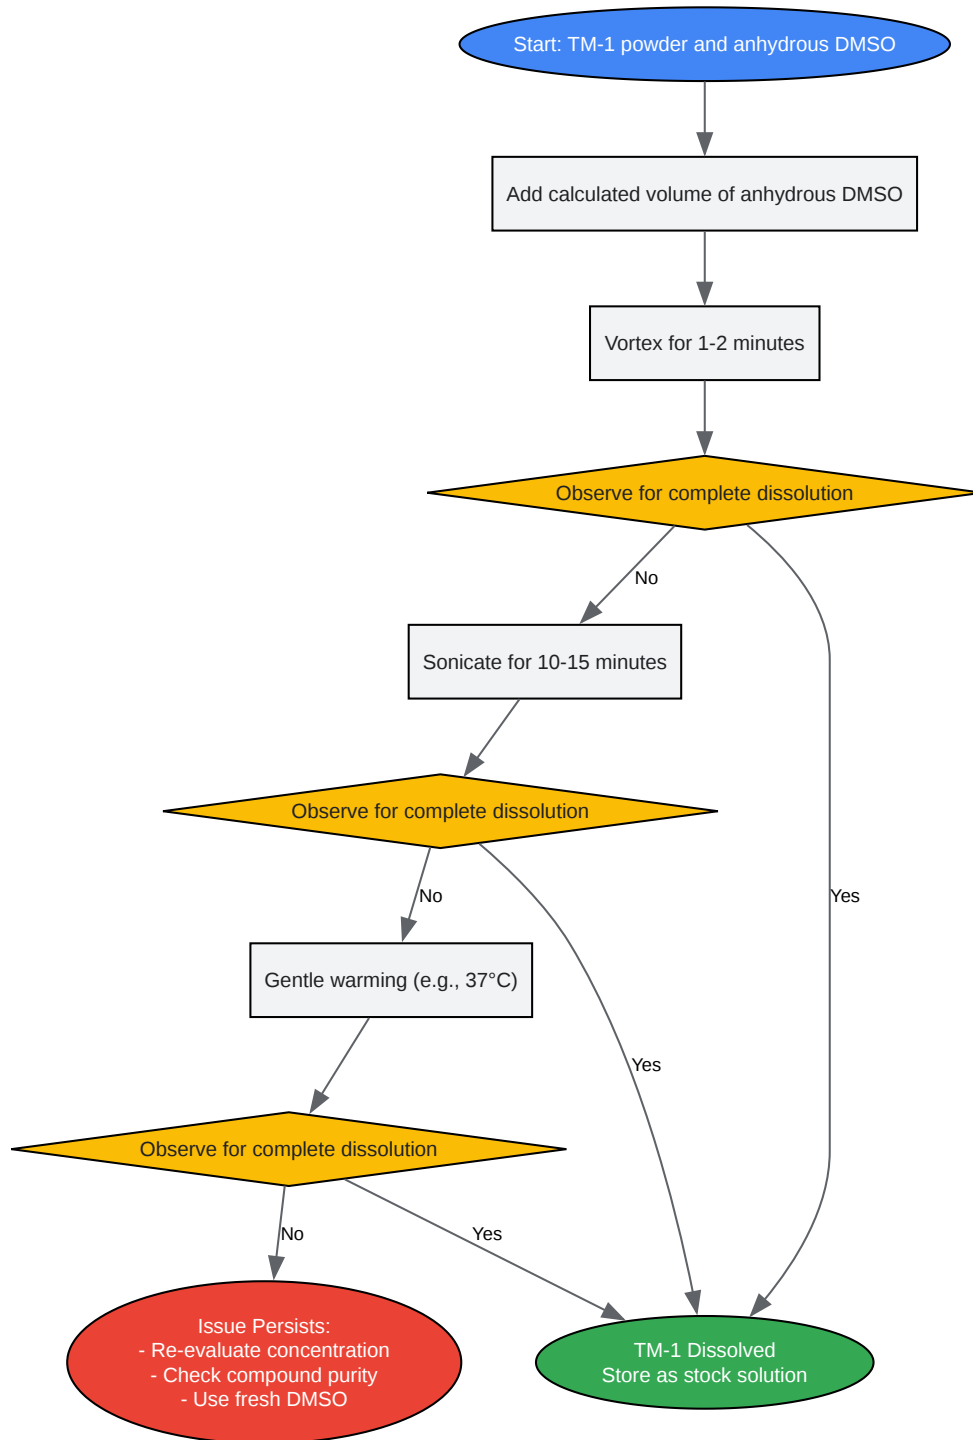 Start: TM-1 powder and anhydrous DMSO
Add calculated volume of anhydrous DMSO
Vortex for 1-2 minutes
Observe for complete dissolution
No
Sonicate for 10-15 minutes
Observe for complete dissolution
No
Yes
Gentle warming (e.g., 37°C)
Yes
Observe for complete dissolution
No
Yes
Issue Persists:
- Re-evaluate concentration
- Check compound purity
- Use fresh DMSO
TM-1 Dissolved
Store as stock solution